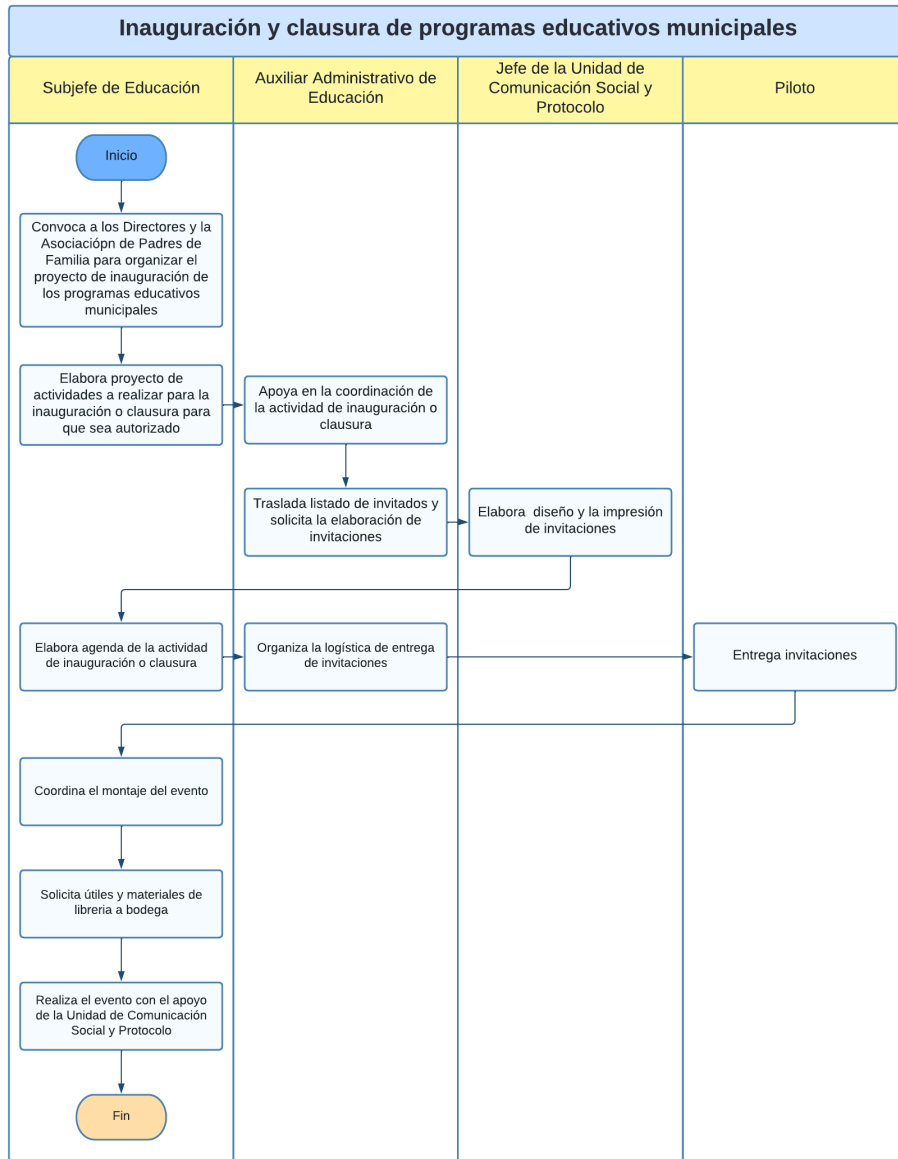 Inauguración y clausura de programas educativos municipales
Subjefe de Educación
Auxiliar Administrativo de
Educación
Jefe de la Unidad de
Comunicación Social y
Protocolo
Piloto
Inicio
Convoca a los Directores y la
Asociaciópn de Padres de
Familia para organizar el
proyecto de inauguración de
los programas educativos
municipales
Elabora proyecto de
actividades a realizar para la
inauguración o clausura para
que sea autorizado
Apoya en la coordinación de
la actividad de inauguración o
clausura
Traslada listado de invitados y
solicita la elaboración de
invitaciones
Elabora  diseño y la impresión
de invitaciones
Elabora agenda de la actividad
de inauguración o clausura
Organiza la logística de entrega
de invitaciones
Entrega invitaciones
Coordina el montaje del evento
Solicita útiles y materiales de
libreria a bodega
Realiza el evento con el apoyo
de la Unidad de Comunicación
Social y Protocolo
Fin